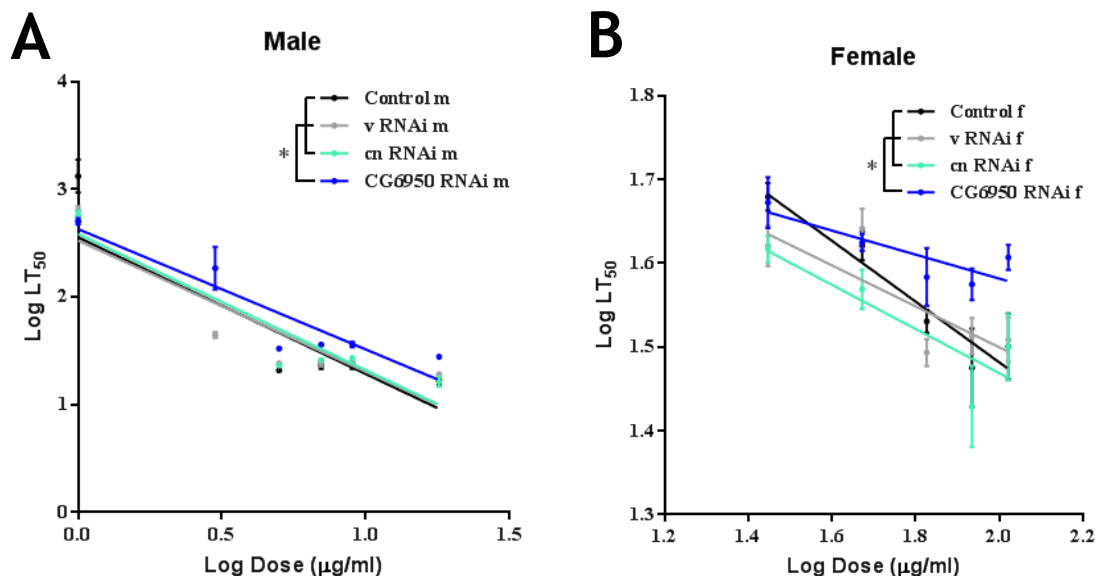 A
Male
Control m
v RNAi m
cn RNAi m
CG6950 RNAi m
*
4
3
2
1
0
Log LT50
0.0 0.5 1.0 1.5
Log Dose (μg/ml)
B
Female
Control f
v RNAi f
cn RNAi f
CG6950 RNAi f
*
1.8
1.7
1.6
1.5
1.4
1.3
Log LT50
1.2 1.4 1.6 1.8 2.0 2.2
Log Dose (μg/ml)